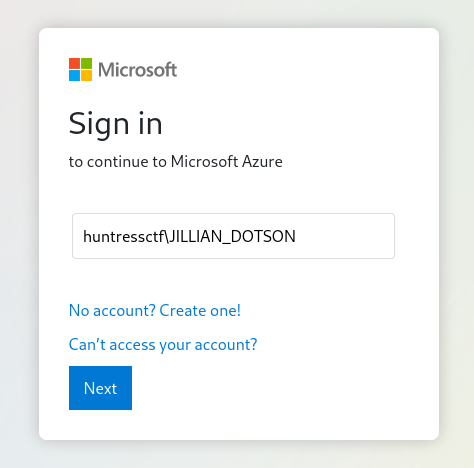 Microsoft
Sign in
to continue to Microsoft Azure
huntressctf\JILLIAN_DOTSON
No account? Create one!
Can't access your account?
Next